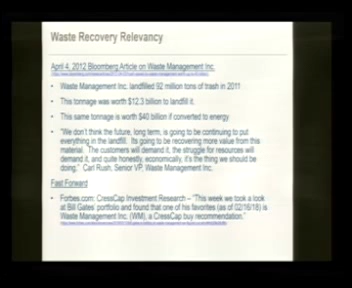 Waste Recovery Relevancy
April 4, 2012 Bloomberg Article on Waste Management Inc.
• Waste Management Inc. landfilled 92 million tons of trash in 2011
• This tonnage was worth $12.3 billion to landfill it.
• This same tonnage is worth $40 billion if converted to energy
• "We don't think the future, long term, is going to continue to put
everything in the landfill. Its going to be recovering more value from this
material. The customers will demand it, the struggle for resources will
demand it, and quite honestly, economically, it's the thing we should be
doing," Carl Rush, Senior VP, Waste Management Inc.
Fast Forward
• Forbes.com: CressCap Investment Research – "This week we took a look
at Bill Gates' portfolio and found that one of his favorites (as of 02/16/18) is
Waste Management Inc. (WM), a CressCap buy recommendation."